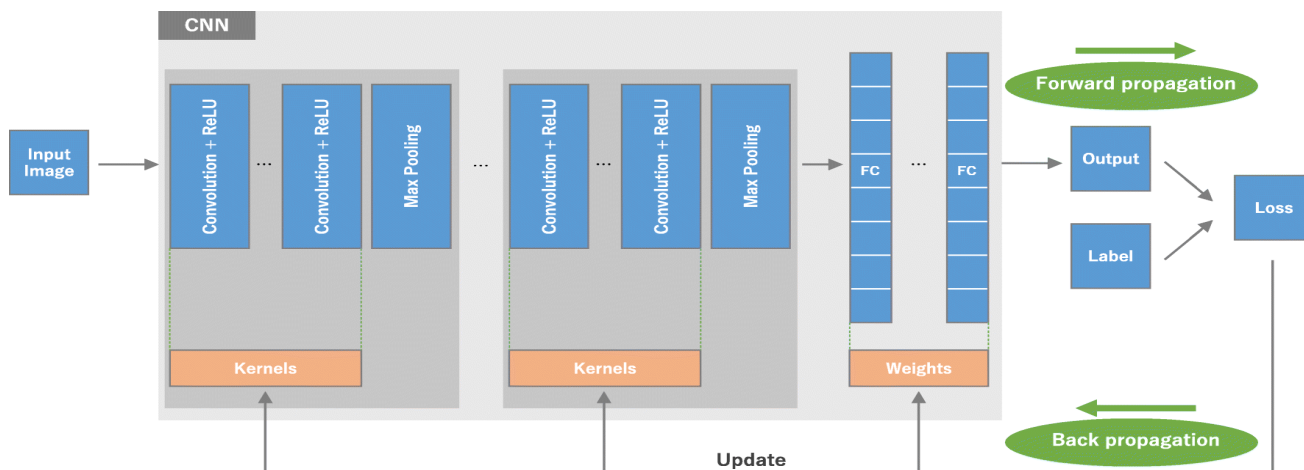 CNN
Forward propagation
Input
Image
Convolution + ReLU
...
Convolution + ReLU
Max Pooling
...
Convolution + ReLU
...
Convolution + ReLU
Max Pooling
FC
...
FC
Output
Label
Loss
Kernels
Kernels
Weights
Back propagation
Update